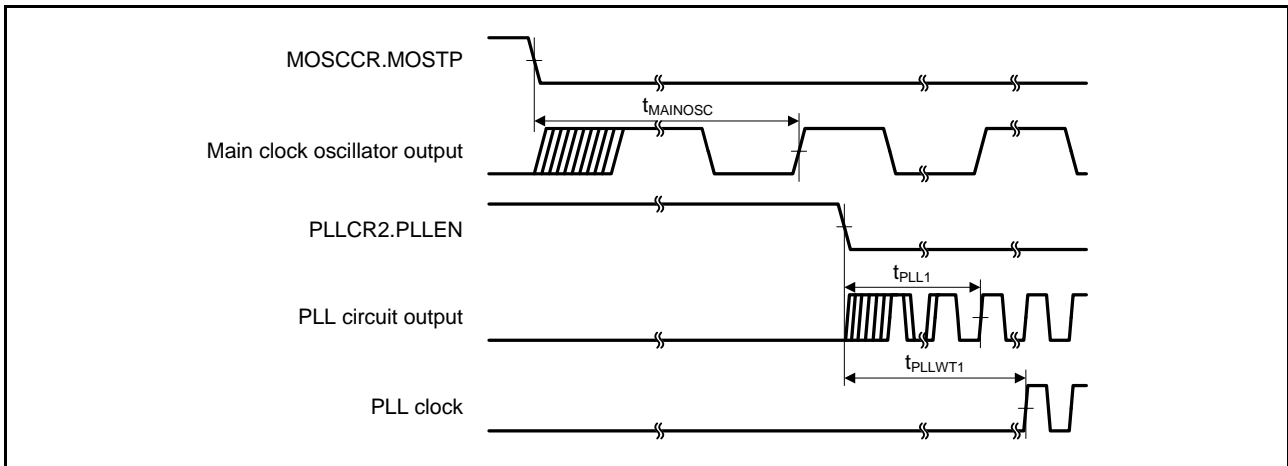 MOSCCR.MOSTP
tMAINOSC
Main clock oscillator output
PLLCR2.PLLEN
tPLL1
PLL circuit output
tPLLWT1
PLL clock